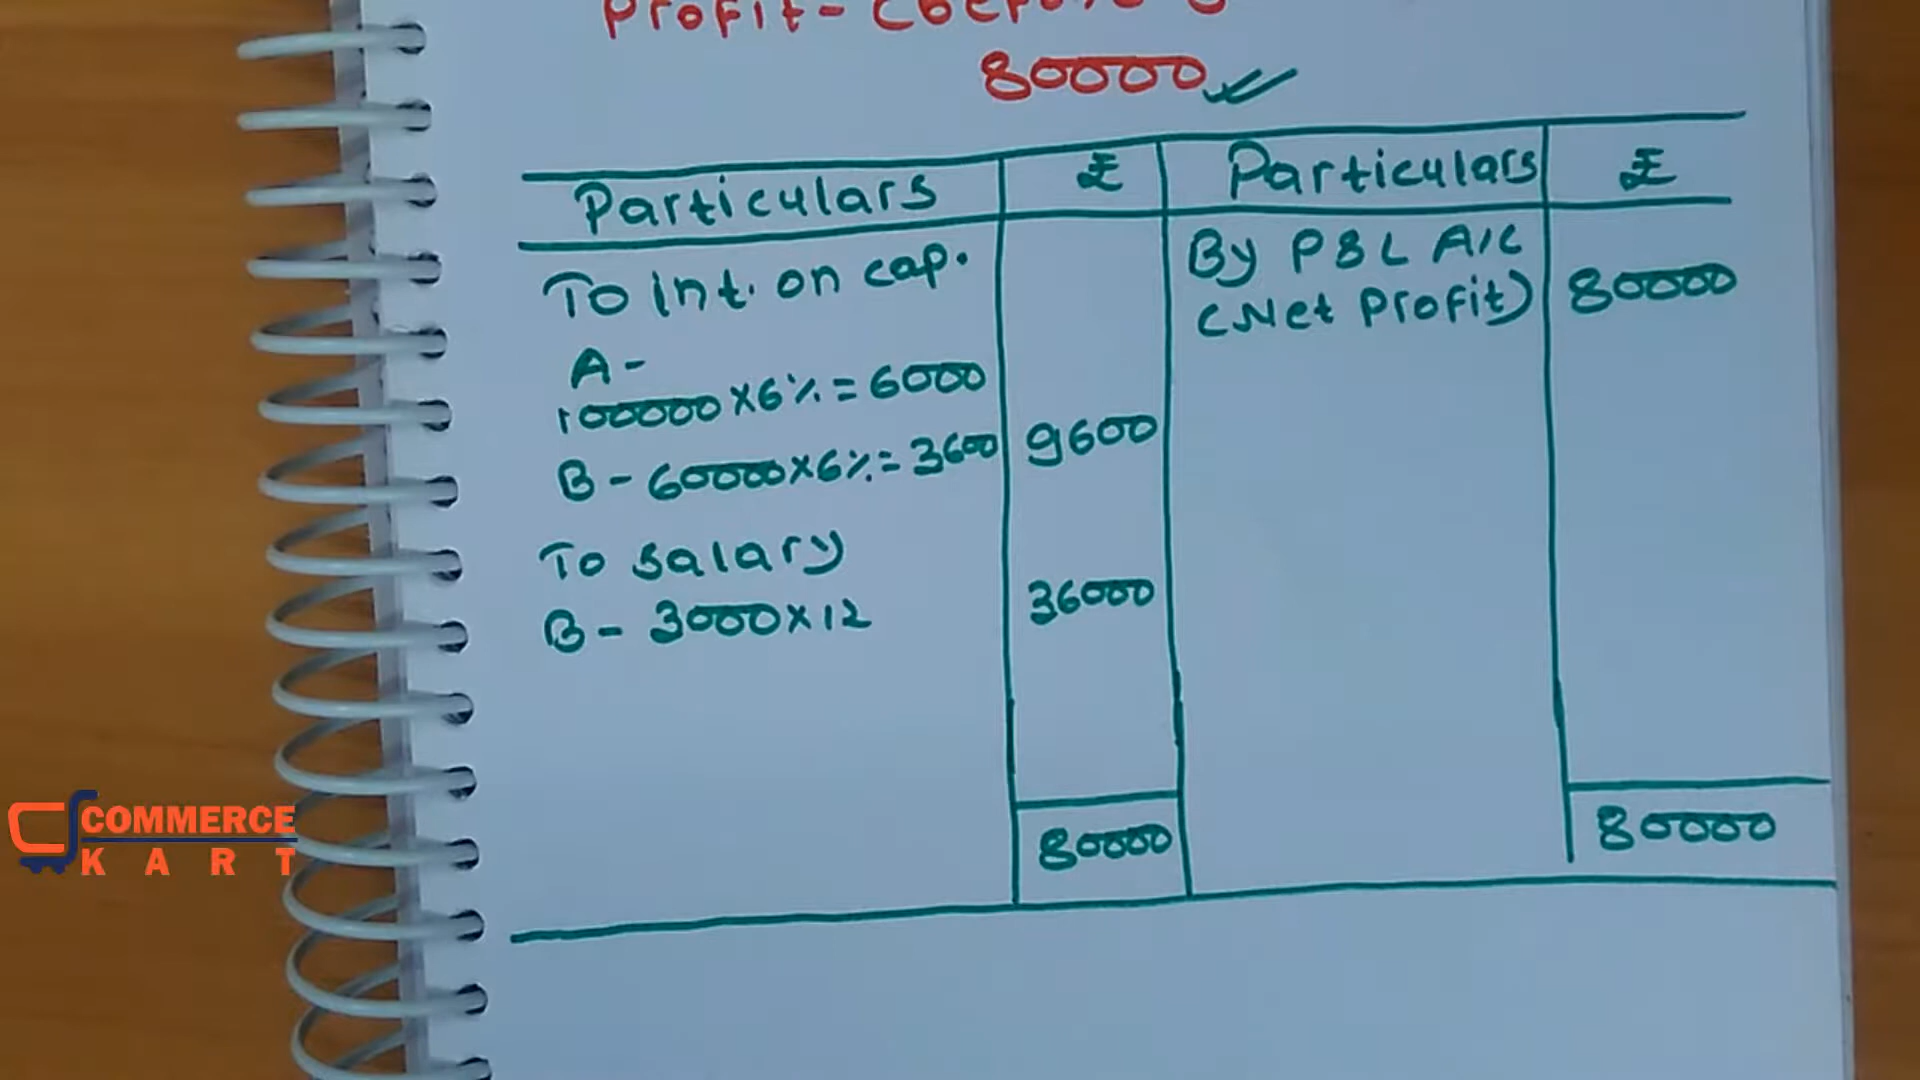 Profit-
80000
Particulars ₹ Particulars ₹
To Int. on cap. By P&L A/C
(Net Profit) 80000
A-
100000×6%=6000
9600
B-60000×6%=3600
To salary
B-3000×12 36000
80000 80000
COMMERCE
KART